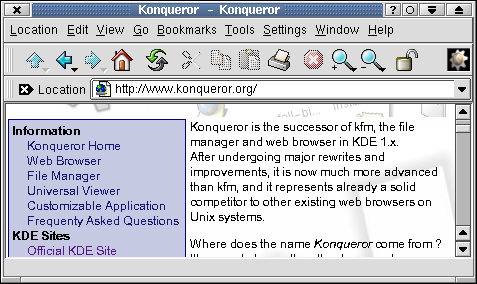 Konqueror - Konqueror
Location Edit View Go Bookmarks Tools Settings Window Help
Location http://www.konqueror.org/
Information
Konqueror Home
Web Browser
File Manager
Universal Viewer
Customizable Application
Frequenty Asked Questions
KDE Sites
Official KDE Site
Konqueror is the successor of kfm, the file
manager and web browser in KDE 1.x.
After undergoing major rewrites and
improvements, it is now much more advanced
than kfm, and it represents already a solid
competitor to other existing web browsers on
Unix systems.
Where does the name Konqueror come from ?